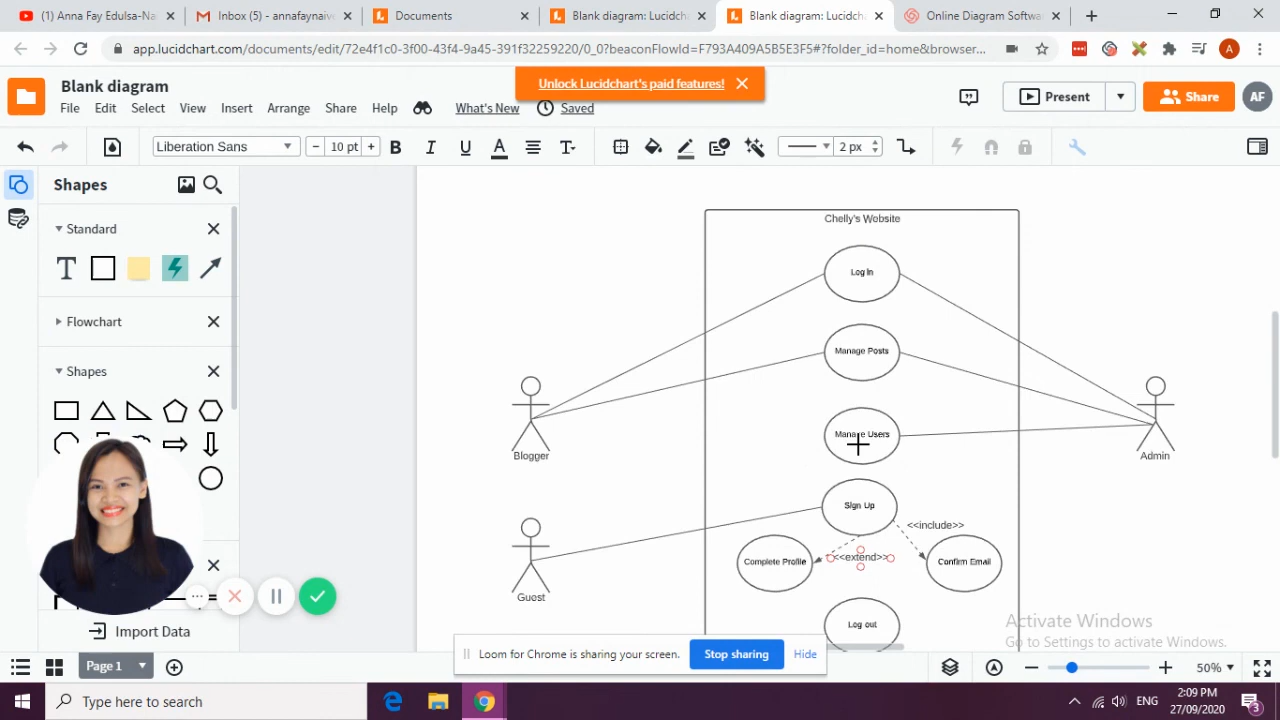 (1) Anna Fay Edulsa-Na
Inbox (5) - annafaynaive
Documents
Blank diagram: Lucidcha
Blank diagram: Lucidcha
Online Diagram Softwa
app.lucidchart.com/documents/edit/72e4f1c0-3f00-43f4-9a45-391f32259220/0_0?beaconFlowId=F793A409A5B5E3F5#?folder_id=home&browser...
A
Blank diagram
Unlock Lucidchart's paid features!
File Edit Select View Insert Arrange Share Help What's New Saved
Present
Share
AF
Liberation Sans
10 pt
B I U A
2 px
Shapes
Standard
T
Flowchart
Shapes
Import Data
Chelly's Website
Log In
Manage Posts
Manage Users
Blogger
Admin
Sign Up
<<include>>
<<extend>>
Complete Profile
Confirm Email
Guest
Log out
Activate Windows
Go to Settings to activate Windows.
Loom for Chrome is sharing your screen.
Stop sharing
Hide
Page 1
50%
Type here to search
ENG
2:09 PM
27/09/2020
3